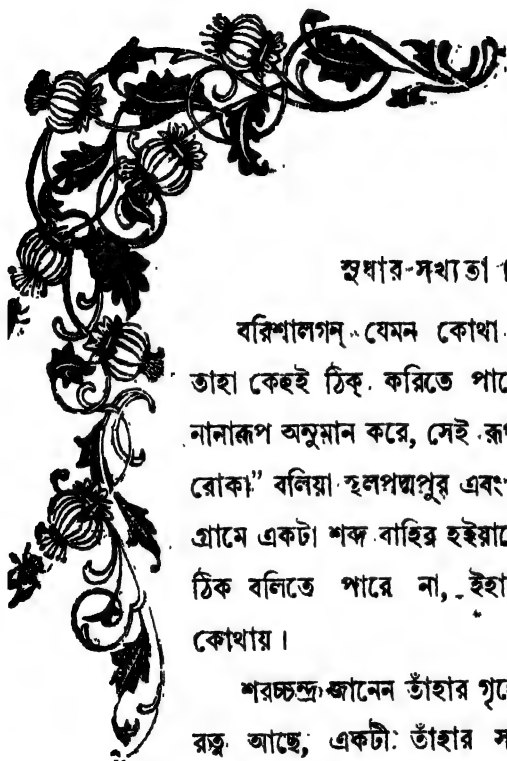 সুধার-সখ্যতা।
বরিশালগন্ যেমন কোথা
তাহা কেহই ঠিক্ করিতে পারে
নানারূপ অনুমান করে, সেই রূপ
রোকা” বলিয়া স্থলপদ্মপুর এবং
গ্রামে একটা শব্দ বাহির হইয়াছে
ঠিক বলিতে পারে না, ইহা
কোথায়।
শরচ্চন্দ্র জানেন তাঁহার গৃহে
রত্ন আছে, একটী তাঁহার স